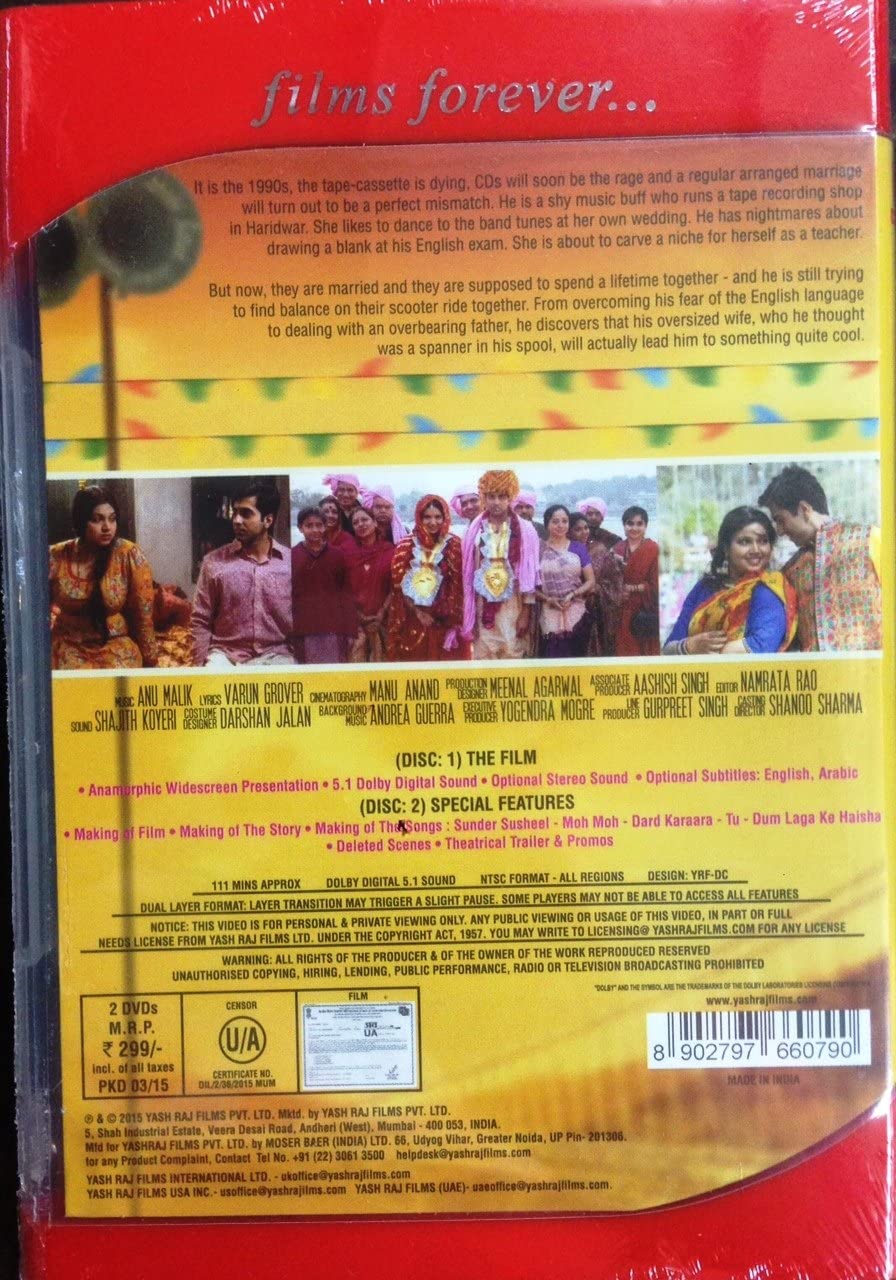 films forever...
It is the 1990s, the tape-cassette is dying, CDs will soon be the rage and a regular arranged marriage
will turn out to be a perfect mismatch. He is a shy music buff who runs a tape recording shop
in Haridwar. She likes to dance to the band tunes at her own wedding. He has nightmares about
drawing a blank at his English exam. She is about to carve a niche for herself as a teacher.
But now, they are married and they are supposed to spend a lifetime together - and he is still trying
to find balance on their scooter ride together. From overcoming his fear of the English language
to dealing with an overbearing father, he discovers that his oversized wife, who he thought
was a spanner in his spool, will actually lead him to something quite cool.
MUSIC ANU MALIK LYRICS VARUN GROVER CINEMATOGRAPHY MANU ANAND PRODUCTION DESIGNER MEENAL AGARWAL ASSOCIATE PRODUCER AASHISH SINGH EDITOR NAMRATA RAO
SOUND SHAJITH KOYERI COSTUME DESIGNER DARSHAN JALAN BACKGROUND MUSIC ANDREA GUERRA EXECUTIVE PRODUCER YOGENDRA MOGRE LINE PRODUCER GURPREET SINGH CASTING DIRECTOR SHANOO SHARMA
(DISC: 1) THE FILM
• Anamorphic Widescreen Presentation • 5.1 Dolby Digital Sound • Optional Stereo Sound • Optional Subtitles: English, Arabic
(DISC: 2) SPECIAL FEATURES
• Making of Film • Making of The Story • Making of The Songs : Sunder Susheel - Moh Moh - Dard Karaara - Tu - Dum Laga Ke Haisha
• Deleted Scenes • Theatrical Trailer & Promos
111 MINS APPROX DOLBY DIGITAL 5.1 SOUND NTSC FORMAT - ALL REGIONS DESIGN: YRF-DC
DUAL LAYER FORMAT: LAYER TRANSITION MAY TRIGGER A SLIGHT PAUSE. SOME PLAYERS MAY NOT BE ABLE TO ACCESS ALL FEATURES
NOTICE: THIS VIDEO IS FOR PERSONAL & PRIVATE VIEWING ONLY. ANY PUBLIC VIEWING OR USAGE OF THIS VIDEO, IN PART OR FULL
NEEDS LICENSE FROM YASH RAJ FILMS LTD. UNDER THE COPYRIGHT ACT, 1957. YOU MAY WRITE TO LICENSING@ YASHRAJFILMS.COM FOR ANY LICENSE
WARNING: ALL RIGHTS OF THE PRODUCER & OF THE OWNER OF THE WORK REPRODUCED RESERVED
UNAUTHORISED COPYING, HIRING, LENDING, PUBLIC PERFORMANCE, RADIO OR TELEVISION BROADCASTING PROHIBITED
"DOLBY" AND THE SYMBOL ARE THE TRADEMARKS OF THE DOLBY LABORATORIES LICENSING CORPORATION
www.yashrajfilms.com
2 DVDs
M.R.P.
₹ 299/-
incl. of all taxes
PKD 03/15
CENSOR
U/A
CERTIFICATE NO.
DIL/2/36/2015 MUM
FILM
UA
8 902797 660790
MADE IN INDIA
℗ & © 2015 YASH RAJ FILMS PVT. LTD. Mktd. by YASH RAJ FILMS PVT. LTD.
5, Shah Industrial Estate, Veera Desai Road, Andheri (West), Mumbai - 400 053, INDIA.
Mfd for YASHRAJ FILMS PVT. LTD. by MOSER BAER (INDIA) LTD. 66, Udyog Vihar, Greater Noida, UP Pin- 201306.
for any Product Complaint, Contact Tel No. +91 (22) 3061 3500 helpdesk@yashrajfilms.com
YASH RAJ FILMS INTERNATIONAL LTD. - ukoffice@yashrajfilms.com
YASH RAJ FILMS USA INC.- usoffice@yashrajfilms.com YASH RAJ FILMS (UAE)- uaeoffice@yashrajfilms.com.